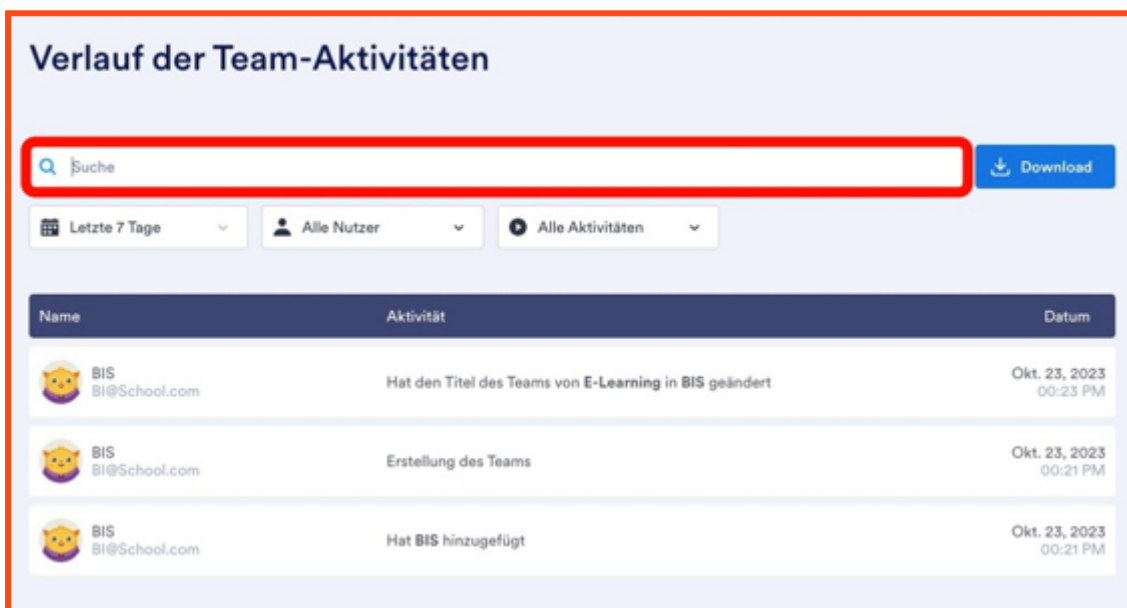 Verlauf der Team-Aktivitäten
Suche
Download
Letzte 7 Tage
Alle Nutzer
Alle Aktivitäten
Name Aktivität Datum
BIS
BI@School.com
Hat den Titel des Teams von E-Learning in BIS geändert
Okt. 23, 2023
00:23 PM
BIS
BI@School.com
Erstellung des Teams
Okt. 23, 2023
00:21 PM
BIS
BI@School.com
Hat BIS hinzugefügt
Okt. 23, 2023
00:21 PM